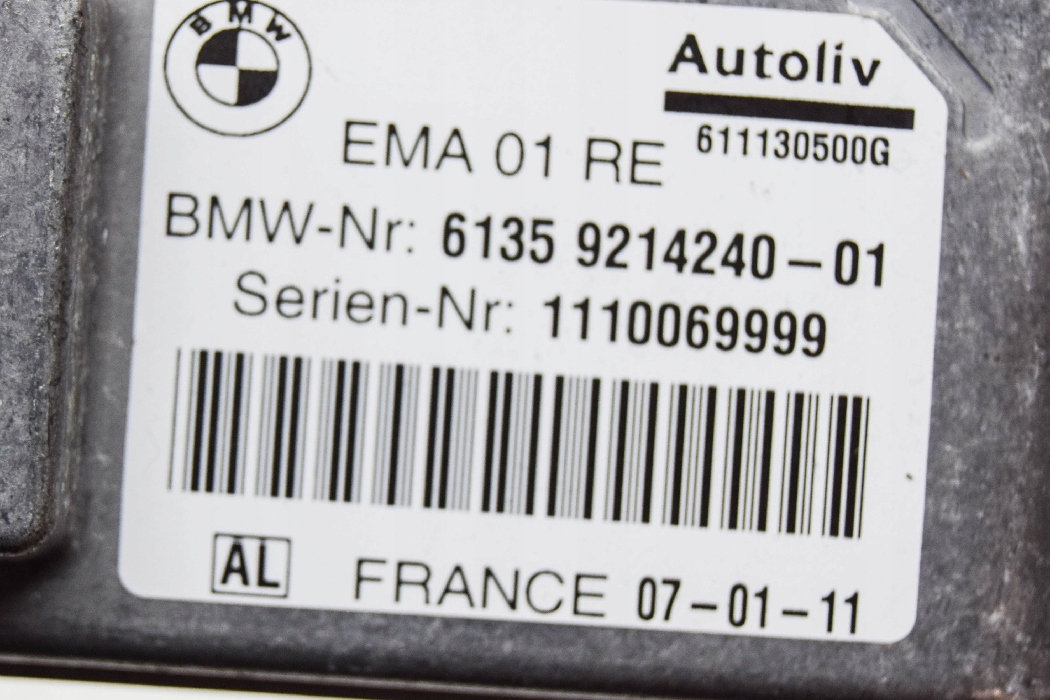 BMW
Autoliv
611130500G
EMA 01 RE
BMW-Nr: 6135 9214240-01
Serien-Nr: 1110069999
AL FRANCE 07-01-11